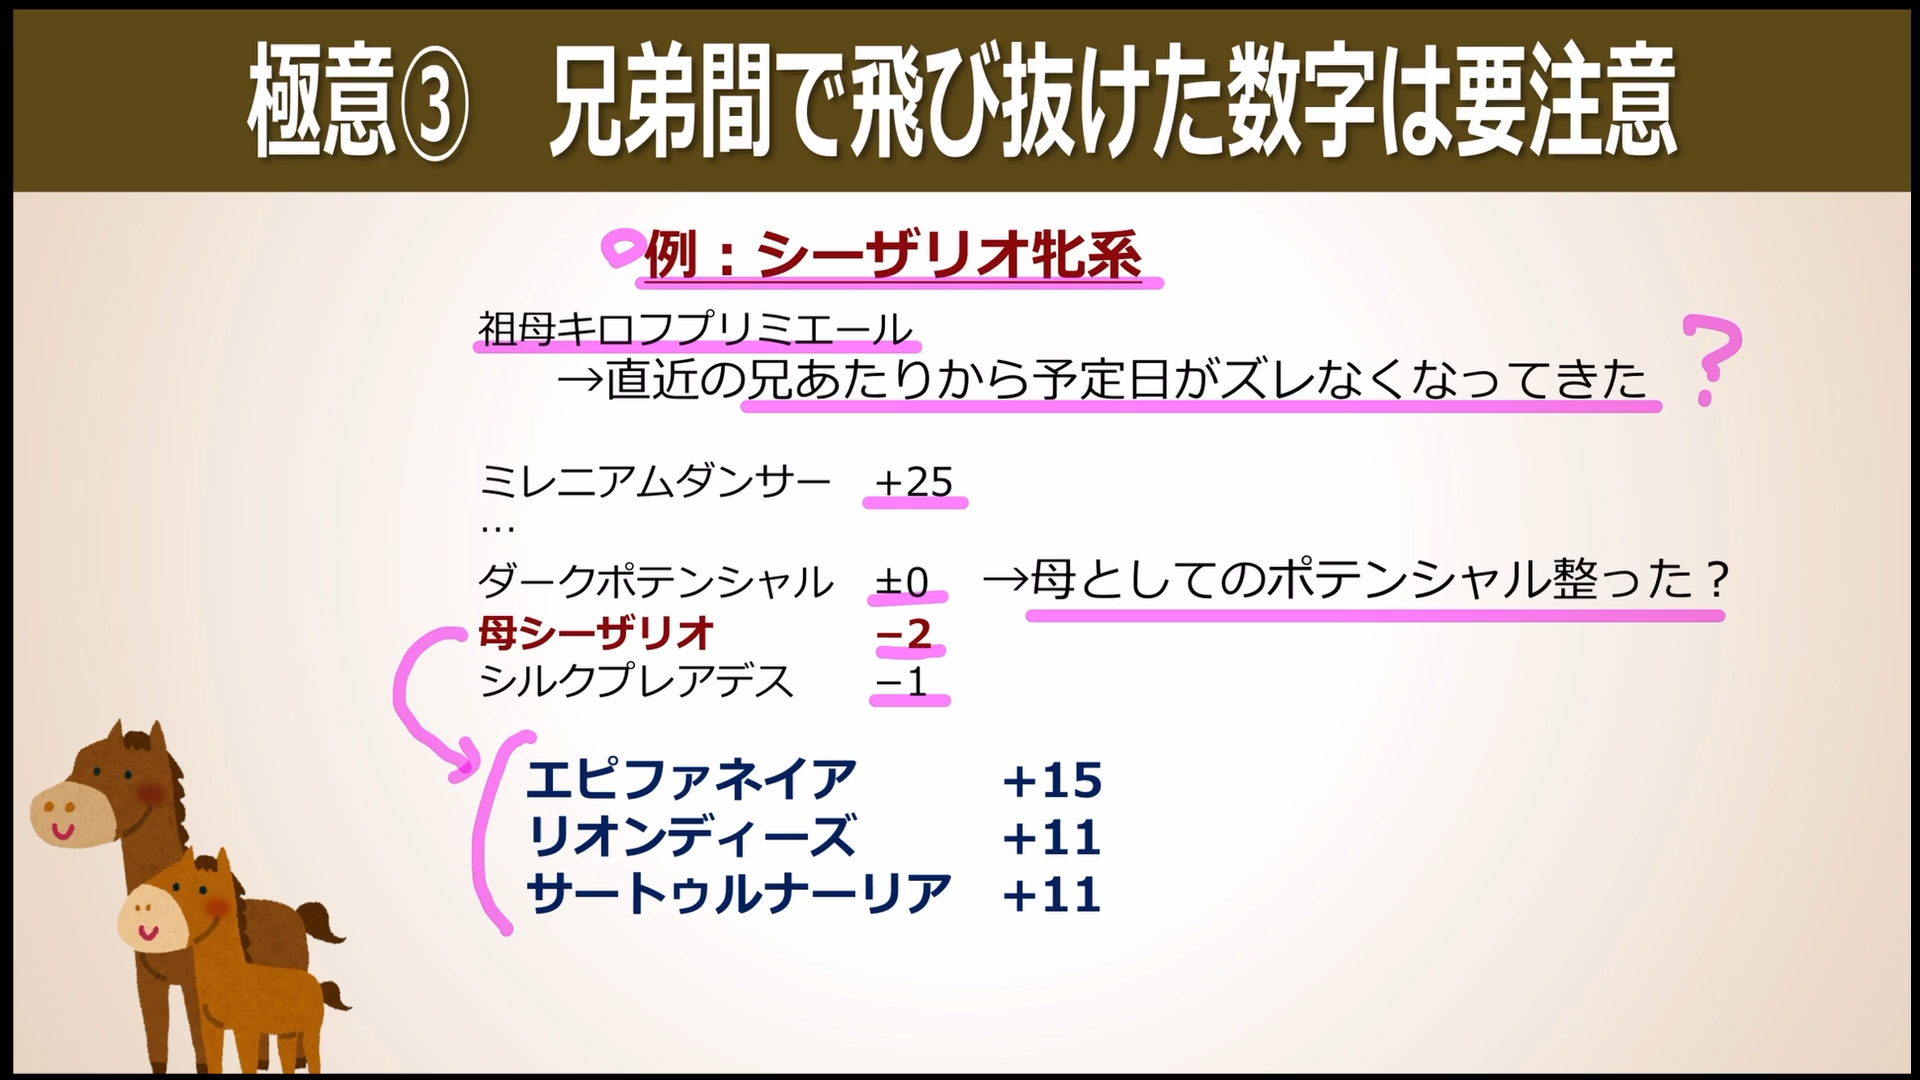 極意③　兄弟間で飛び抜けた数字は要注意
例：シーザリオ牝系
祖母キロフプリミエール
→直近の兄あたりから予定日がズレなくなってきた ?
ミレニアムダンサー　+25
…
ダークポテンシャル　±0　→母としてのポテンシャル整った？
母シーザリオ　−2
シルクプレアデス　−1
エピファネイア　+15
リオンディーズ　+11
サートゥルナーリア　+11